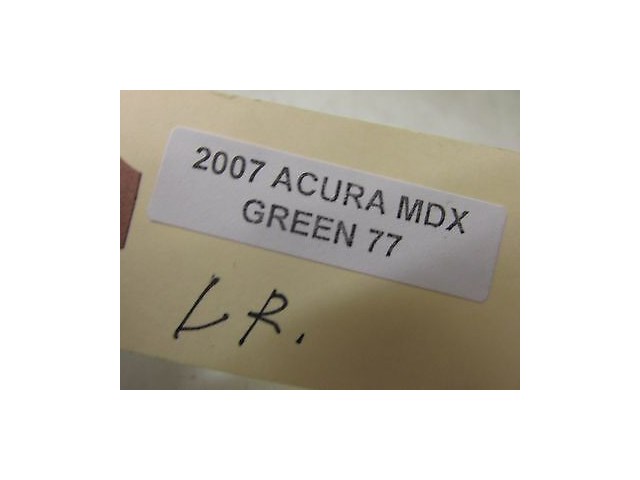 2007 ACURA MDX
GREEN 77
LR.